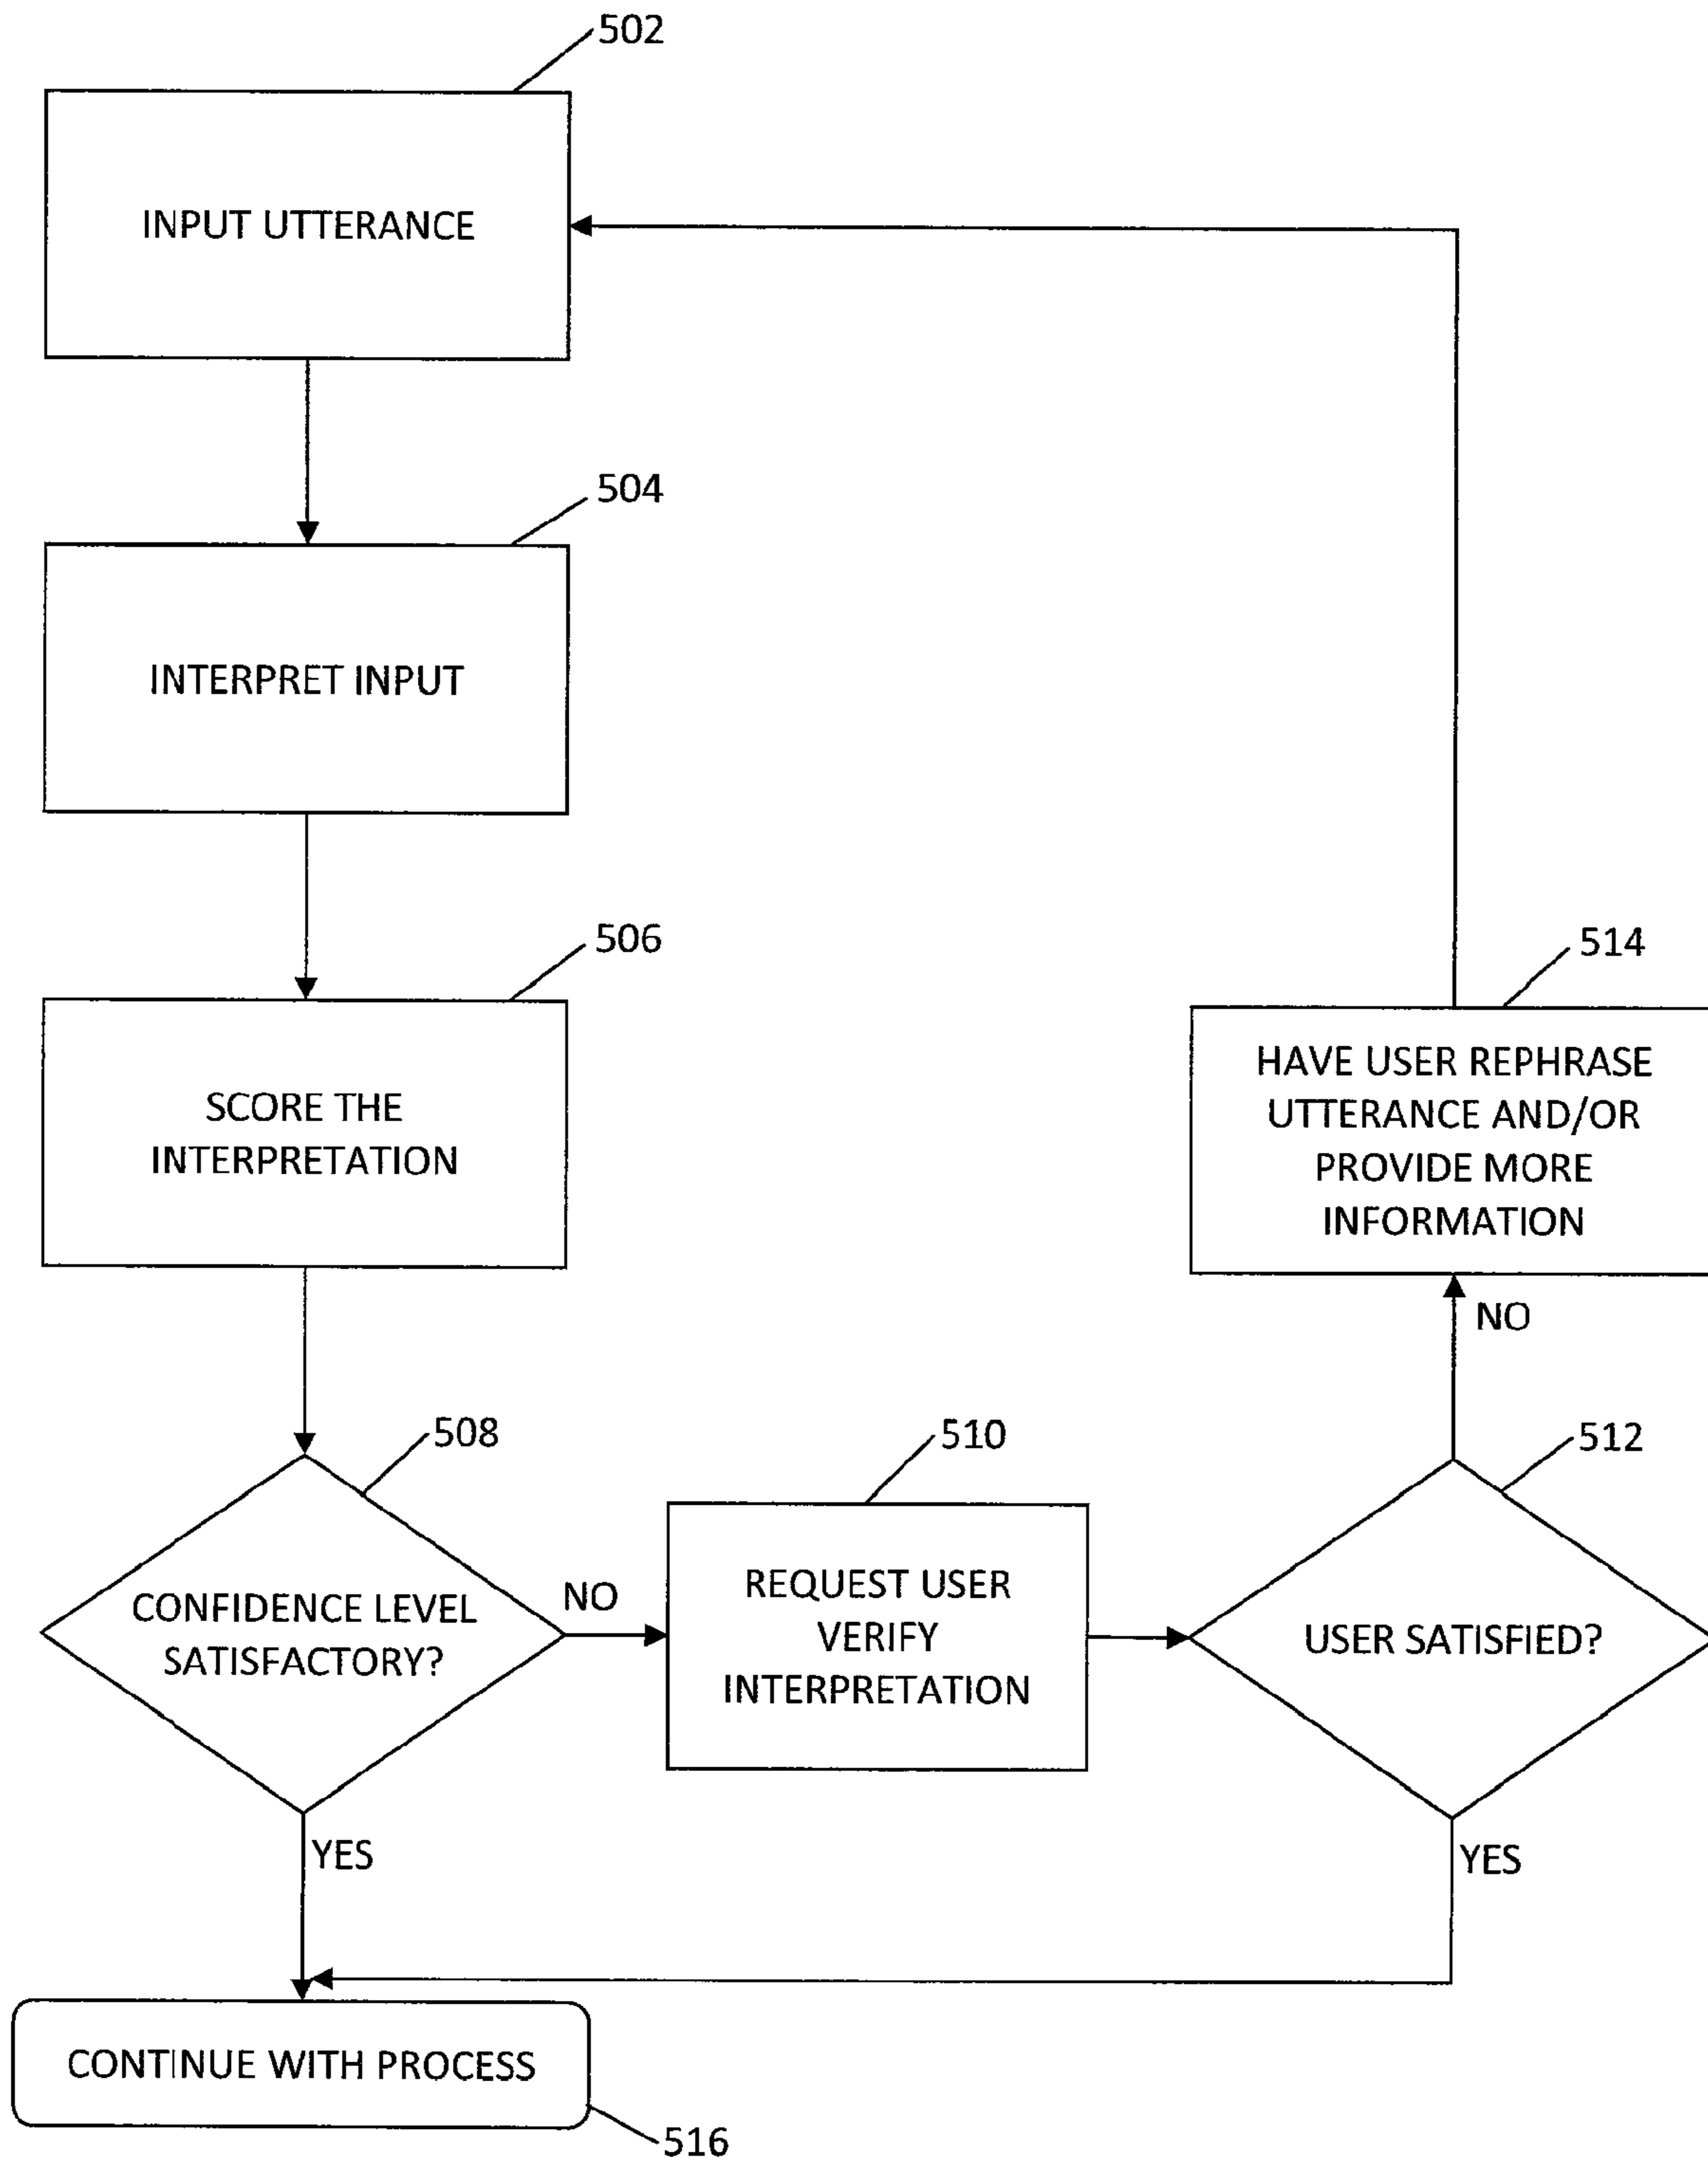 502
INPUT UTTERANCE
504
INTERPRET INPUT
506
SCORE THE
INTERPRETATION
514
HAVE USER REPHRASE
UTTERANCE AND/OR
PROVIDE MORE
INFORMATION
NO
508
CONFIDENCE LEVEL
SATISFACTORY?
NO
510
REQUEST USER
VERIFY
INTERPRETATION
512
USER SATISFIED?
YES
YES
CONTINUE WITH PROCESS
516